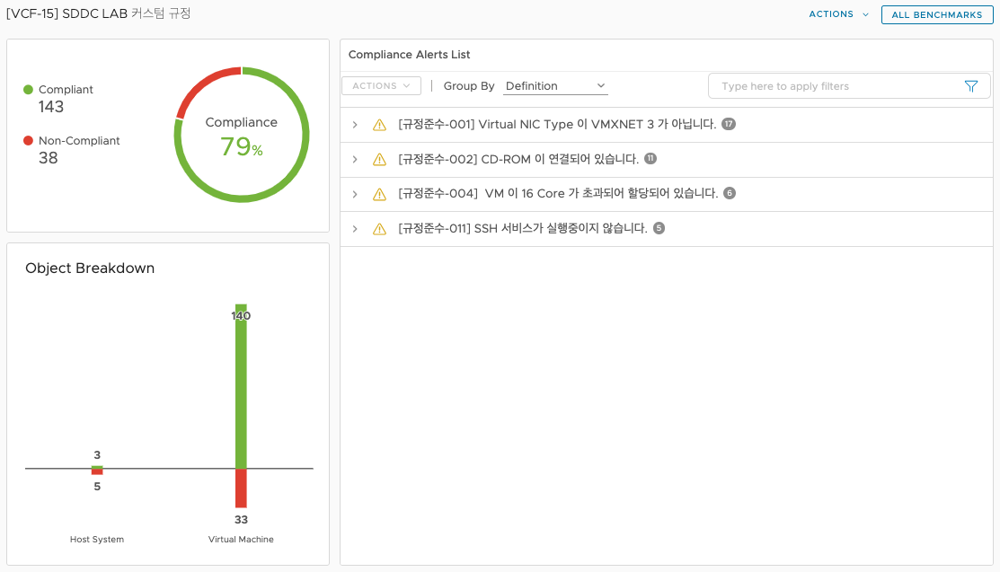 [VCF-15] SDDC LAB 커스텀 규정
ACTIONS
ALL BENCHMARKS
Compliant
143
Non-Compliant
38
Compliance
79%
Compliance Alerts List
ACTIONS
Group By Definition
Type here to apply filters
[규정준수-001] Virtual NIC Type 이 VMXNET 3 가 아닙니다. 17
[규정준수-002] CD-ROM 이 연결되어 있습니다. 11
[규정준수-004] VM 이 16 Core 가 초과되어 할당되어 있습니다. 6
[규정준수-011] SSH 서비스가 실행중이지 않습니다. 5
Object Breakdown
140
3
5
33
Host System
Virtual Machine